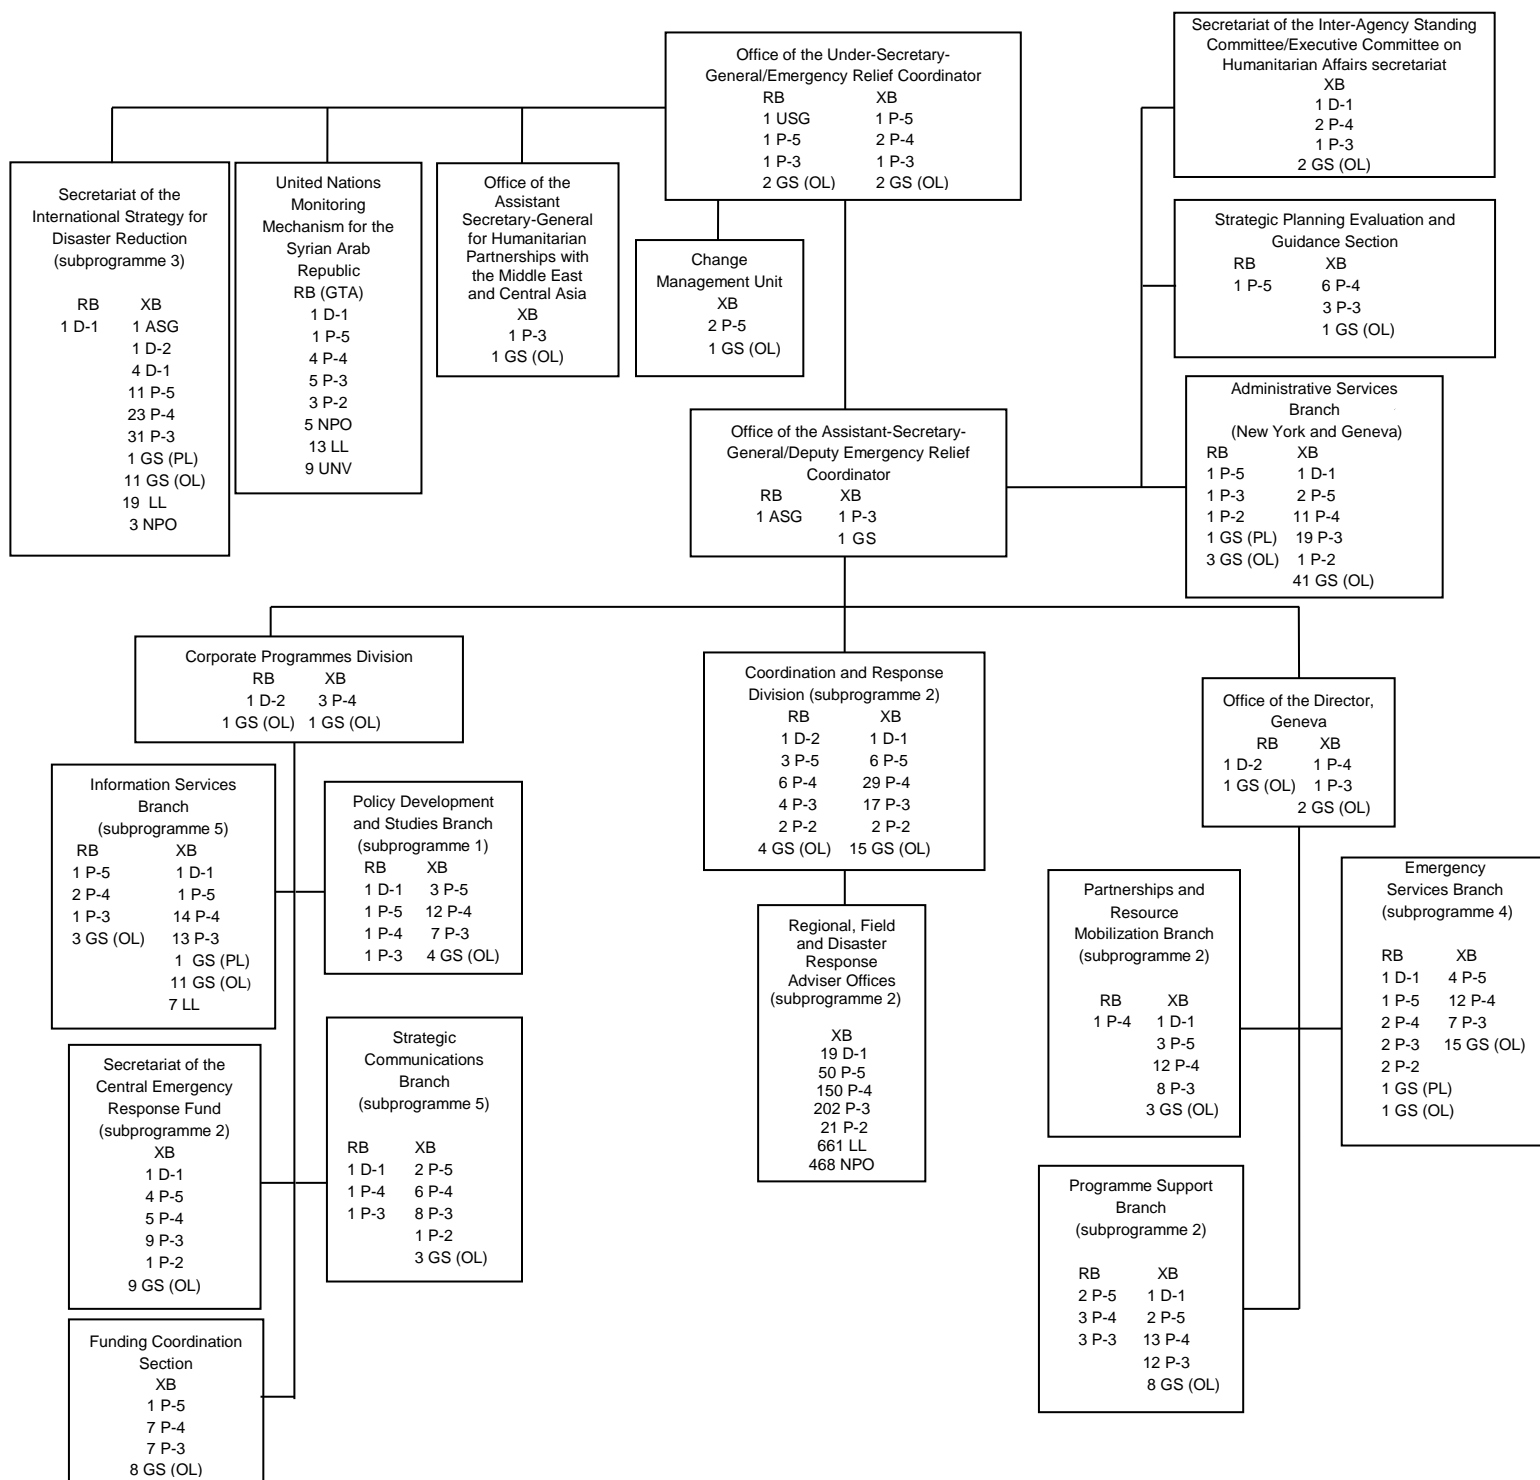 Office of the Under-Secretary-
General/Emergency Relief Coordinator
RB XB
1 USG 1 P-5
1 P-5 2 P-4
1 P-3 1 P-3
2 GS (OL) 2 GS (OL)
Secretariat of the Inter-Agency Standing
Committee/Executive Committee on
Humanitarian Affairs secretariat
XB
1 D-1
2 P-4
1 P-3
2 GS (OL)
Secretariat of the
International Strategy for
Disaster Reduction
(subprogramme 3)
RB XB
1 D-1 1 ASG
1 D-2
4 D-1
11 P-5
23 P-4
31 P-3
1 GS (PL)
11 GS (OL)
19 LL
3 NPO
United Nations
Monitoring
Mechanism for the
Syrian Arab
Republic
RB (GTA)
1 D-1
1 P-5
4 P-4
5 P-3
3 P-2
5 NPO
13 LL
9 UNV
Office of the
Assistant
Secretary-General
for Humanitarian
Partnerships with
the Middle East
and Central Asia
XB
1 P-3
1 GS (OL)
Change
Management Unit
XB
2 P-5
1 GS (OL)
Strategic Planning Evaluation and
Guidance Section
RB XB
1 P-5 6 P-4
3 P-3
1 GS (OL)
Administrative Services
Branch
(New York and Geneva)
RB XB
1 P-5 1 D-1
1 P-3 2 P-5
1 P-2 11 P-4
1 GS (PL) 19 P-3
3 GS (OL) 1 P-2
41 GS (OL)
Office of the Assistant-Secretary-
General/Deputy Emergency Relief
Coordinator
RB XB
1 ASG 1 P-3
1 GS
Corporate Programmes Division
RB XB
1 D-2 3 P-4
1 GS (OL) 1 GS (OL)
Coordination and Response
Division (subprogramme 2)
RB XB
1 D-2 1 D-1
3 P-5 6 P-5
6 P-4 29 P-4
4 P-3 17 P-3
2 P-2 2 P-2
4 GS (OL) 15 GS (OL)
Office of the Director,
Geneva
RB XB
1 D-2 1 P-4
1 GS (OL) 1 P-3
2 GS (OL)
Information Services
Branch
(subprogramme 5)
RB XB
1 P-5 1 D-1
2 P-4 1 P-5
1 P-3 14 P-4
3 GS (OL) 13 P-3
1 GS (PL)
11 GS (OL)
7 LL
Policy Development
and Studies Branch
(subprogramme 1)
RB XB
1 D-1 3 P-5
1 P-5 12 P-4
1 P-4 7 P-3
1 P-3 4 GS (OL)
Regional, Field
and Disaster
Response
Adviser Offices
(subprogramme 2)
XB
19 D-1
50 P-5
150 P-4
202 P-3
21 P-2
661 LL
468 NPO
Partnerships and
Resource
Mobilization Branch
(subprogramme 2)
RB XB
1 P-4 1 D-1
3 P-5
12 P-4
8 P-3
3 GS (OL)
Emergency
Services Branch
(subprogramme 4)
RB XB
1 D-1 4 P-5
1 P-5 12 P-4
2 P-4 7 P-3
2 P-3 15 GS (OL)
2 P-2
1 GS (PL)
1 GS (OL)
Secretariat of the
Central Emergency
Response Fund
(subprogramme 2)
XB
1 D-1
4 P-5
5 P-4
9 P-3
1 P-2
9 GS (OL)
Strategic
Communications
Branch
(subprogramme 5)
RB XB
1 D-1 2 P-5
1 P-4 6 P-4
1 P-3 8 P-3
1 P-2
3 GS (OL)
Programme Support
Branch
(subprogramme 2)
RB XB
2 P-5 1 D-1
3 P-4 2 P-5
3 P-3 13 P-4
12 P-3
8 GS (OL)
Funding Coordination
Section
XB
1 P-5
7 P-4
7 P-3
8 GS (OL)